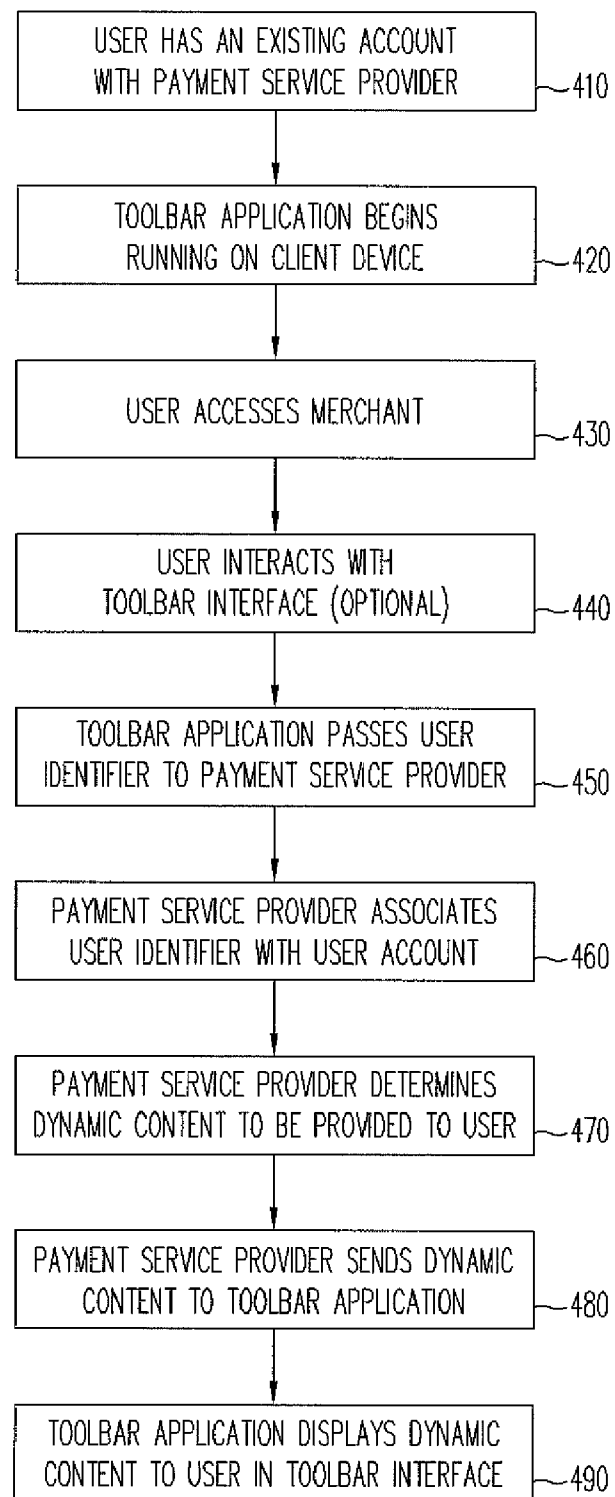 USER HAS AN EXISTING ACCOUNT
WITH PAYMENT SERVICE PROVIDER
410
TOOLBAR APPLICATION BEGINS
RUNNING ON CLIENT DEVICE
420
USER ACCESSES MERCHANT
430
USER INTERACTS WITH
TOOLBAR INTERFACE (OPTIONAL)
440
TOOLBAR APPLICATION PASSES USER
IDENTIFIER TO PAYMENT SERVICE PROVIDER
450
PAYMENT SERVICE PROVIDER ASSOCIATES
USER IDENTIFIER WITH USER ACCOUNT
460
PAYMENT SERVICE PROVIDER DETERMINES
DYNAMIC CONTENT TO BE PROVIDED TO USER
470
PAYMENT SERVICE PROVIDER SENDS DYNAMIC
CONTENT TO TOOLBAR APPLICATION
480
TOOLBAR APPLICATION DISPLAYS DYNAMIC
CONTENT TO USER IN TOOLBAR INTERFACE
490